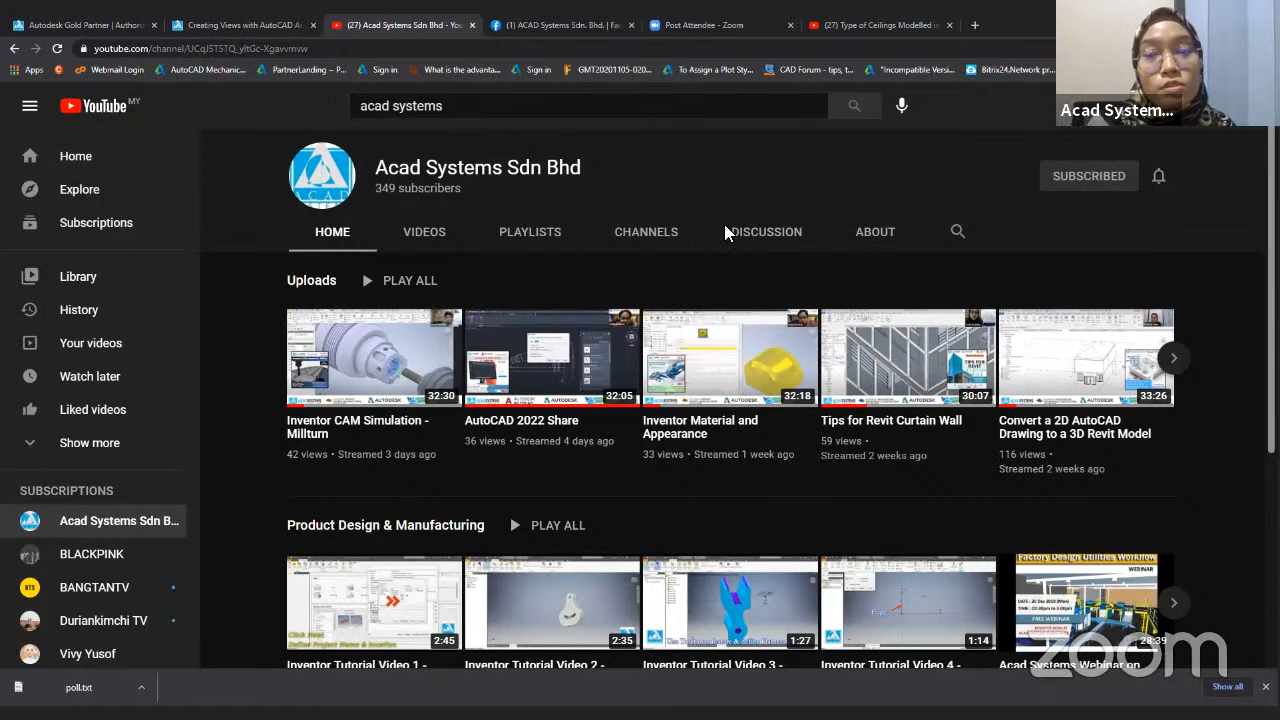 Autodesk Gold Partner | Authori
Creating Views with AutoCAD A
(27) Acad Systems Sdn Bhd - You
(1) ACAD Systems Sdn. Bhd. | Fac
Post Attendee - Zoom
(27) Type of Ceilings Modelled in
youtube.com/channel/UCqJ5T5TQ_yltGc-Xgavvmvw
Apps
Webmail Login
AutoCAD Mechanic...
PartnerLanding – P...
Sign in
What is the advanta...
Sign in
GMT20201105-020...
To Assign a Plot Sty...
CAD Forum - tips, t...
"Incompatible Versi...
Bitrix24.Network pr...
Acad System...
YouTube MY
acad systems
Home
Explore
Subscriptions
Library
History
Your videos
Watch later
Liked videos
Show more
SUBSCRIPTIONS
Acad Systems Sdn B...
BLACKPINK
BANGTANTV
Duriankimchi TV
Vivy Yusof
ACAD
Acad Systems Sdn Bhd
349 subscribers
SUBSCRIBED
HOME
VIDEOS
PLAYLISTS
CHANNELS
DISCUSSION
ABOUT
Uploads
PLAY ALL
32:30
32:05
32:18
30:07
33:26
Inventor CAM Simulation -
Millturn
42 views • Streamed 3 days ago
AutoCAD 2022 Share
36 views • Streamed 4 days ago
Inventor Material and
Appearance
33 views • Streamed 1 week ago
Tips for Revit Curtain Wall
59 views •
Streamed 2 weeks ago
Convert a 2D AutoCAD
Drawing to a 3D Revit Model
116 views •
Streamed 2 weeks ago
Product Design & Manufacturing
PLAY ALL
2:45
2:35
1:27
1:14
Factory Design Utilities Workflow
WEBINAR
28:39
Inventor Tutorial Video 1 -
Inventor Tutorial Video 2 -
Inventor Tutorial Video 3 -
Inventor Tutorial Video 4 -
Acad Systems Webinar on
zoom
poll.txt
Show all